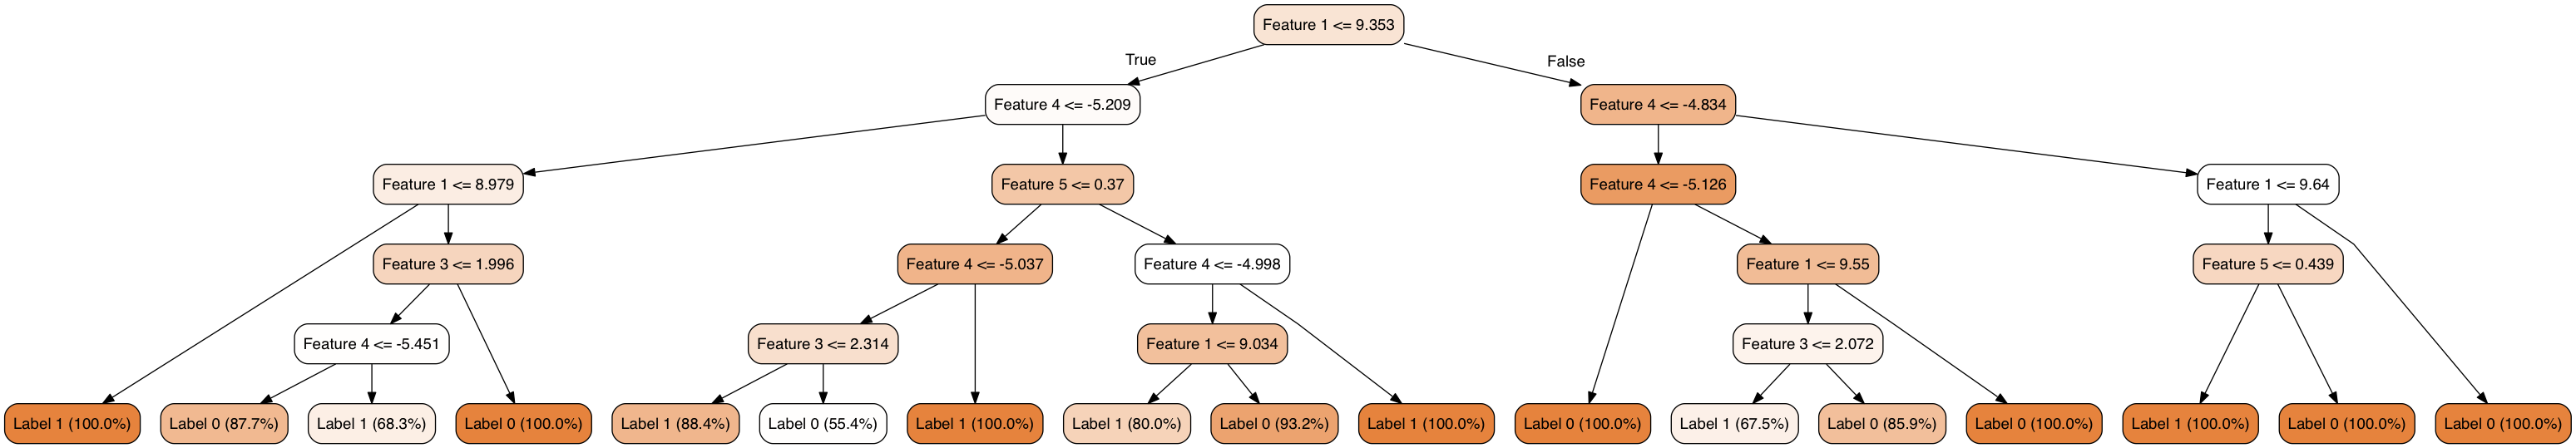 Feature 1 <= 9.353
True
False
Feature 4 <= -5.209
Feature 4 <= -4.834
Feature 1 <= 8.979
Feature 5 <= 0.37
Feature 4 <= -5.126
Feature 1 <= 9.64
Feature 3 <= 1.996
Feature 4 <= -5.037
Feature 4 <= -4.998
Feature 1 <= 9.55
Feature 5 <= 0.439
Feature 4 <= -5.451
Feature 3 <= 2.314
Feature 1 <= 9.034
Feature 3 <= 2.072
Label 1 (100.0%)
Label 0 (87.7%)
Label 1 (68.3%)
Label 0 (100.0%)
Label 1 (88.4%)
Label 0 (55.4%)
Label 1 (100.0%)
Label 1 (80.0%)
Label 0 (93.2%)
Label 1 (100.0%)
Label 0 (100.0%)
Label 1 (67.5%)
Label 0 (85.9%)
Label 0 (100.0%)
Label 1 (100.0%)
Label 0 (100.0%)
Label 0 (100.0%)